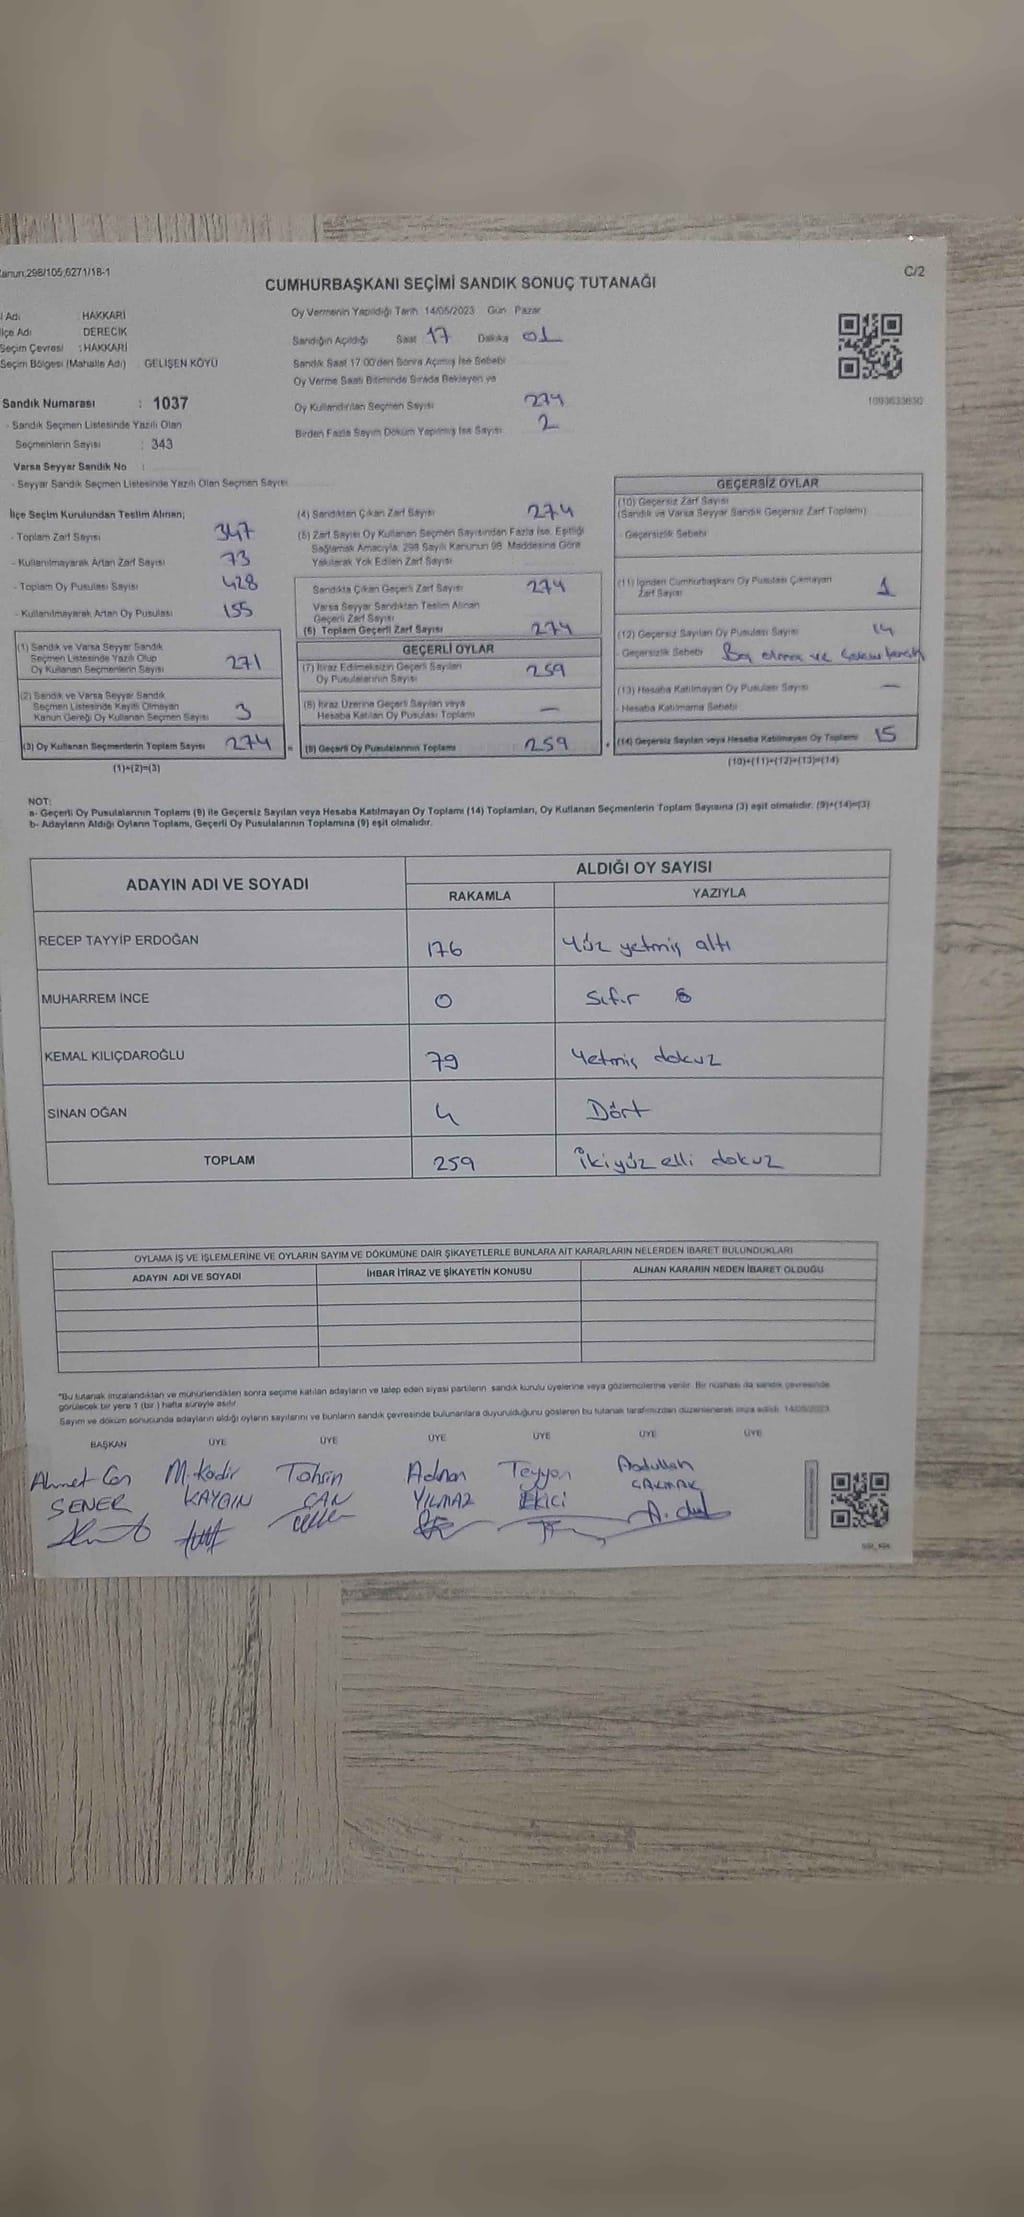 Kanun;298/105,6271/18-1
C/2
CUMHURBAŞKANI SEÇİMİ SANDIK SONUÇ TUTANAĞI
Adı : HAKKARİ
İlçe Adı : DERECİK
Seçim Çevresi : HAKKARİ
Seçim Bölgesi (Mahalle Adı) GELİŞEN KÖYÜ
Sandık Numarası : 1037
- Sandık Seçmen Listesinde Yazılı Olan
Seçmenlerin Sayısı : 343
Varsa Seyyar Sandık No :
- Seyyar Sandık Seçmen Listesinde Yazılı Olan Seçmen Sayısı
Oy Vermenin Yapıldığı Tarih: 14/05/2023 Gün Pazar
Sandığın Açıldığı Saat 17 Dakika 01
Sandık Saat 17.00'den Sonra Açılmış İse Sebebi
Oy Verme Saati Bitiminde Sırada Bekleyen ve
Oy Kullandırılan Seçmen Sayısı 274
Birden Fazla Sayım Döküm Yapılmış İse Sayısı 2
İlçe Seçim Kurulundan Teslim Alınan;
- Toplam Zarf Sayısı 347
- Kullanılmayarak Artan Zarf Sayısı 73
- Toplam Oy Pusulası Sayısı 428
- Kullanılmayarak Artan Oy Pusulası 155
(1) Sandık ve Varsa Seyyar Sandık
Seçmen Listesinde Yazılı Olup
Oy Kullanan Seçmenlerin Sayısı 271
(2) Sandık ve Varsa Seyyar Sandık
Seçmen Listesinde Kayıtlı Olmayan
Kanun Gereği Oy Kullanan Seçmen Sayısı 3
(3) Oy Kullanan Seçmenlerin Toplam Sayısı 274
(1)+(2)=(3)
(4) Sandıktan Çıkan Zarf Sayısı 274
(5) Zarf Sayısı Oy Kullanan Seçmen Sayısından Fazla İse, Eşitliği
Sağlamak Amacıyla, 298 Sayılı Kanunun 98. Maddesine Göre
Yakılarak Yok Edilen Zarf Sayısı
Sandıkta Çıkan Geçerli Zarf Sayısı 274
Varsa Seyyar Sandıktan Teslim Alınan
Geçerli Zarf Sayısı
(6) Toplam Geçerli Zarf Sayısı 274
GEÇERLİ OYLAR
(7) İtiraz Edilmeksizin Geçerli Sayılan
Oy Pusulalarının Sayısı 259
(8) İtiraz Üzerine Geçerli Sayılan veya
Hesaba Katılan Oy Pusulası Toplamı —
= (9) Geçerli Oy Pusulalarının Toplamı 259
GEÇERSİZ OYLAR
(10) Geçersiz Zarf Sayısı
(Sandık ve Varsa Seyyar Sandık Geçersiz Zarf Toplamı)
- Geçersizlik Sebebi
(11) İçinden Cumhurbaşkanı Oy Pusulası Çıkmayan
Zarf Sayısı 1
(12) Geçersiz Sayılan Oy Pusulası Sayısı 14
- Geçersizlik Sebebi Boş ve
(13) Hesaba Katılmayan Oy Pusulası Sayısı —
- Hesaba Katılmama Sebebi
+ (14) Geçersiz Sayılan veya Hesaba Katılmayan Oy Toplamı 15
(10)+(11)+(12)+(13)=(14)
NOT:
a- Geçerli Oy Pusulalarının Toplamı (9) ile Geçersiz Sayılan veya Hesaba Katılmayan Oy Toplamı (14) Toplamları, Oy Kullanan Seçmenlerin Toplam Sayısına (3) eşit olmalıdır. (9)+(14)=(3)
b- Adayların Aldığı Oyların Toplamı, Geçerli Oy Pusulalarının Toplamına (9) eşit olmalıdır.
ADAYIN ADI VE SOYADI ALDIĞI OY SAYISI
RAKAMLA YAZIYLA
RECEP TAYYİP ERDOĞAN 176 Yüz yetmiş altı
MUHARREM İNCE 0 Sıfır
KEMAL KILIÇDAROĞLU 79 Yetmiş dokuz
SİNAN OĞAN 4 Dört
TOPLAM 259 İkiyüz elli dokuz
OYLAMA İŞ VE İŞLEMLERİNE VE OYLARIN SAYIM VE DÖKÜMÜNE DAİR ŞİKAYETLERLE BUNLARA AİT KARARLARIN NELERDEN İBARET BULUNDUKLARI
ADAYIN ADI VE SOYADI İHBAR İTİRAZ VE ŞİKAYETİN KONUSU ALINAN KARARIN NEDEN İBARET OLDUĞU
*Bu tutanak imzalandıktan ve mühürlendikten sonra seçime katılan adayların ve talep eden siyasi partilerin sandık kurulu üyelerine veya gözlemcilerine verilir. Bir nüshası da sandık çevresinde
görülecek bir yere 1 (bir) hafta süreyle asılır.
Sayım ve döküm sonucunda adayların aldığı oyların sayılarını ve bunların sandık çevresinde bulunanlara duyurulduğunu gösteren bu tutanak tarafımızdan düzenlenerek imza edildi. 14/05/2023
BAŞKAN ÜYE ÜYE ÜYE ÜYE ÜYE ÜYE
Ahmet Can M. Kadir Tahsin Adnan Teyyan Abdullah
ŞENER KAYGIN CAN YILMAZ EKİCİ ÇAKMAK